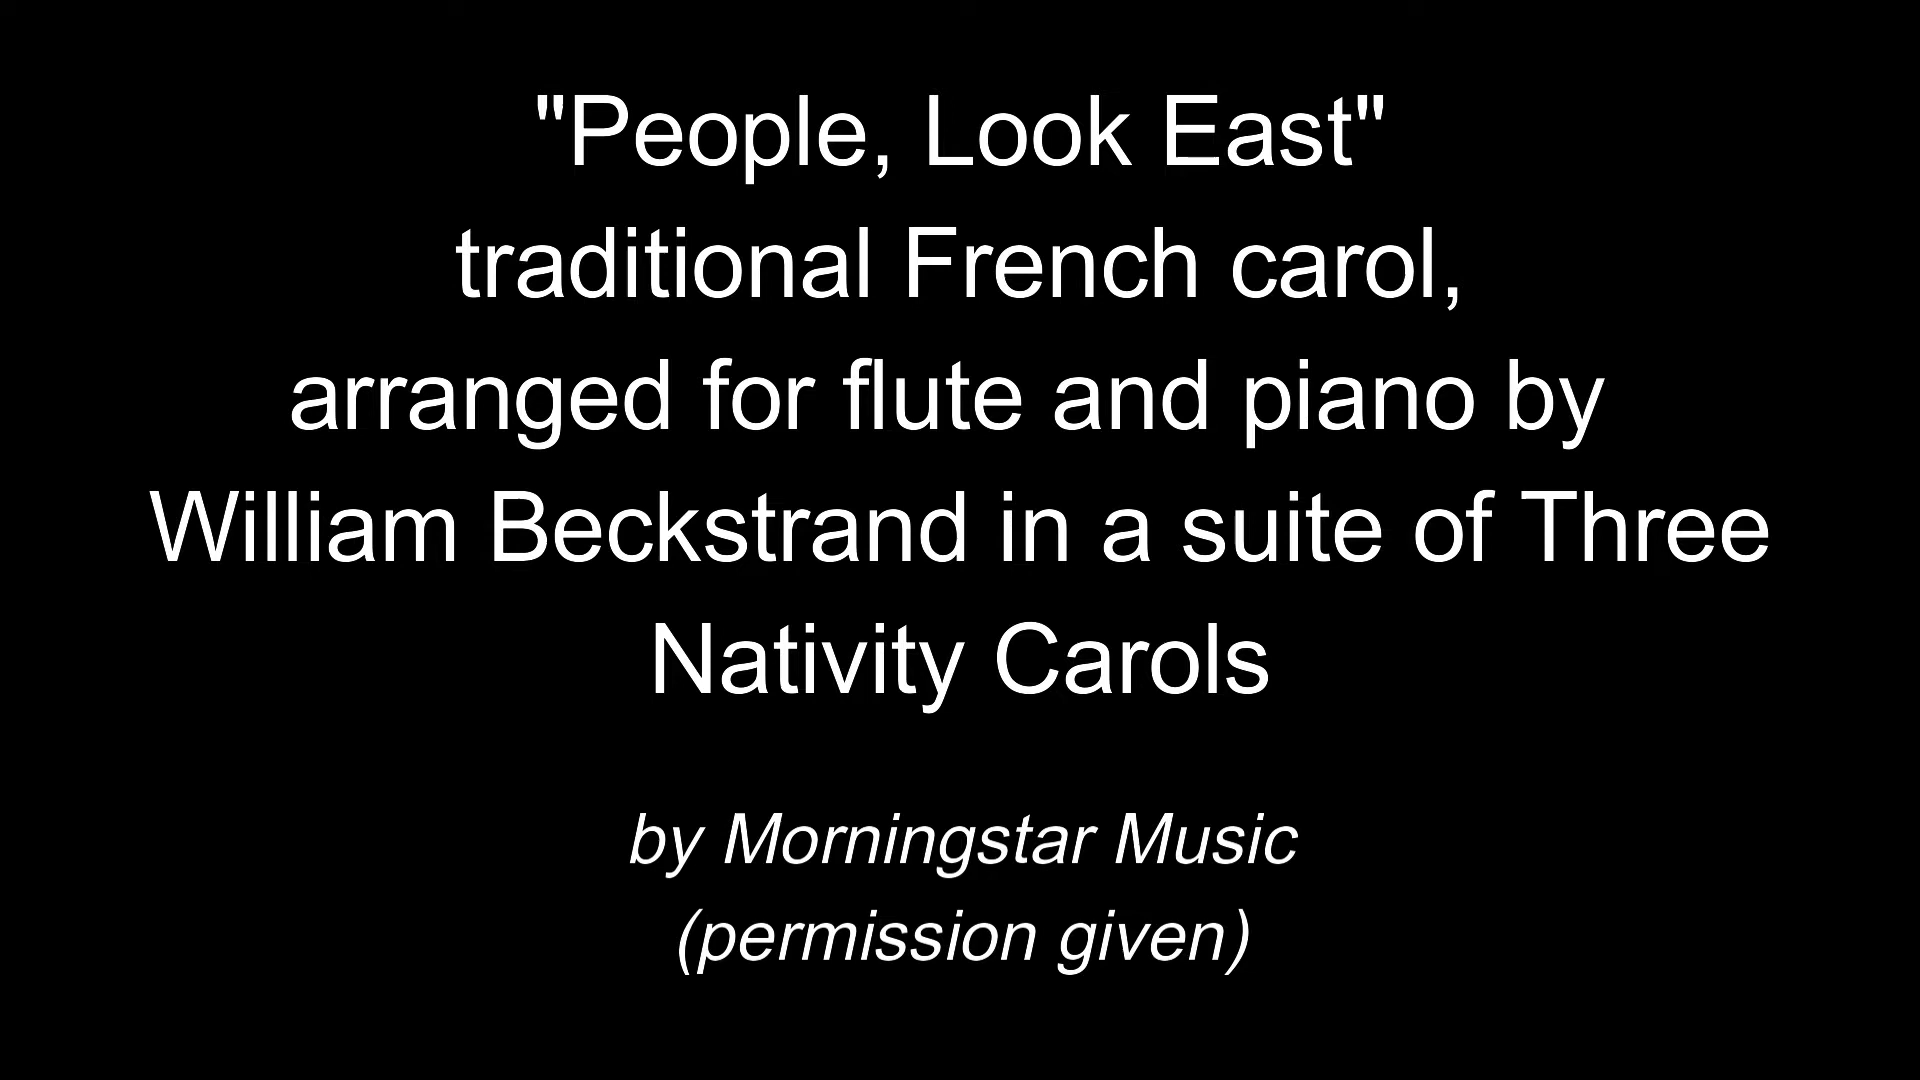 "People, Look East"
traditional French carol,
arranged for flute and piano by
William Beckstrand in a suite of Three
Nativity Carols
by Morningstar Music
(permission given)